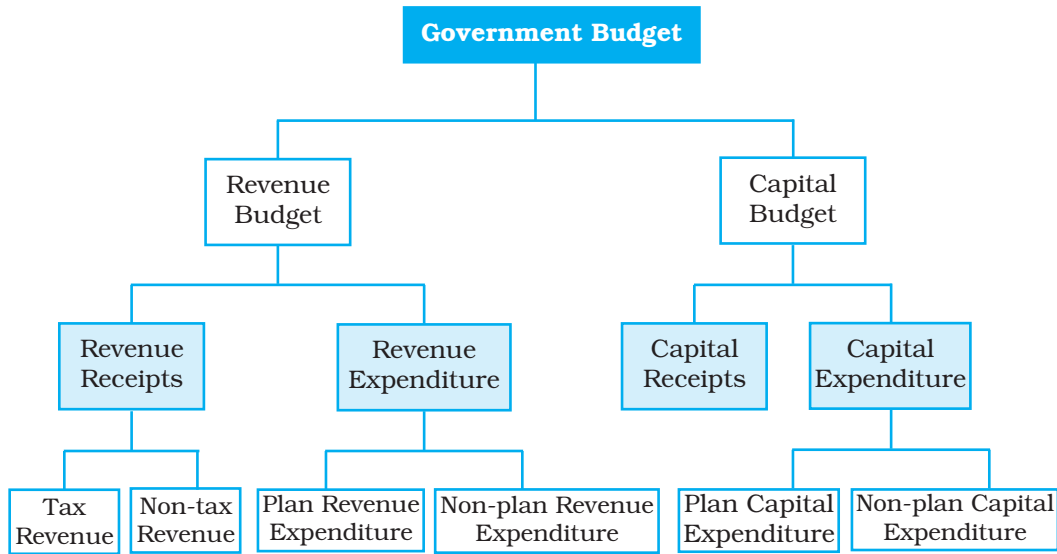 Government Budget
Revenue
Budget
Capital
Budget
Revenue
Receipts
Revenue
Expenditure
Capital
Receipts
Capital
Expenditure
Tax
Revenue
Non-tax
Revenue
Plan Revenue
Expenditure
Non-plan Revenue
Expenditure
Plan Capital
Expenditure
Non-plan Capital
Expenditure